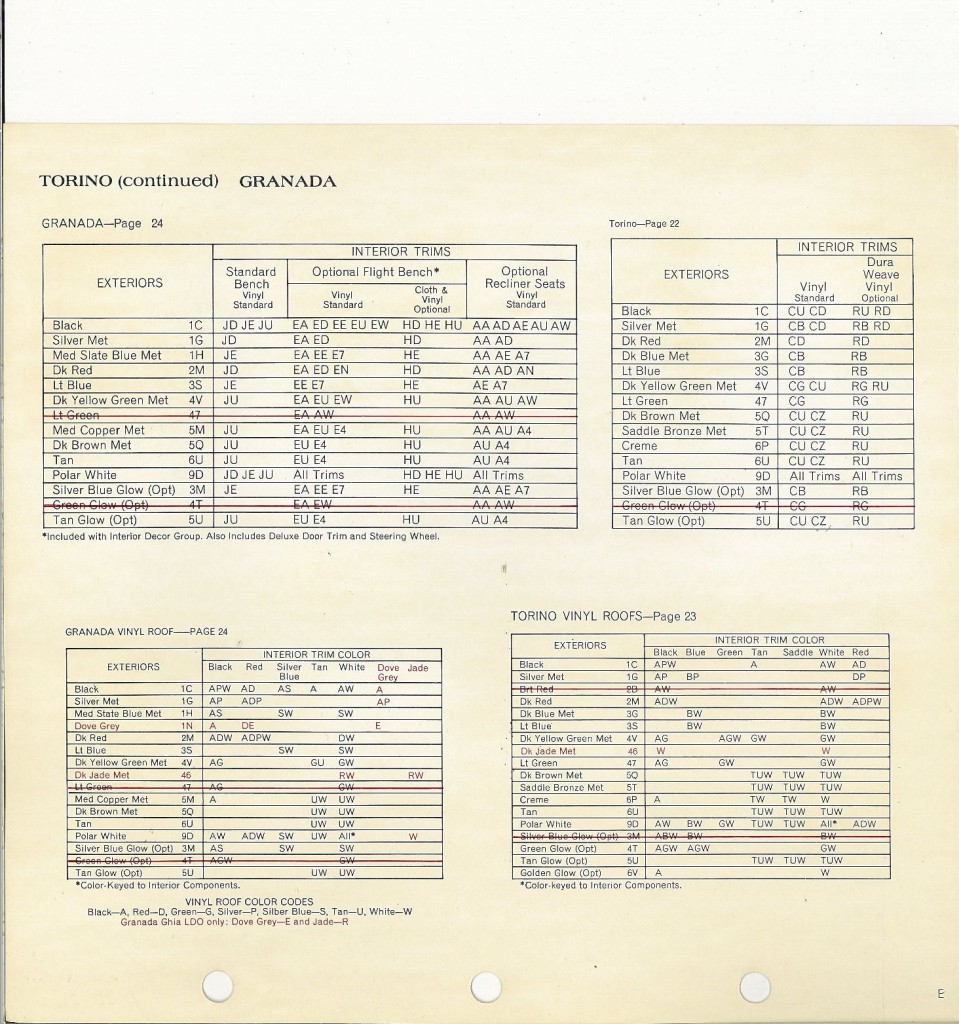 TORINO (continued) GRANADA
GRANADA—Page 24
INTERIOR TRIMS
EXTERIORS
Standard Bench Vinyl Standard
Optional Flight Bench*
Vinyl Standard
Cloth & Vinyl Optional
Optional Recliner Seats Vinyl Standard
Black 1C JD JE JU EA ED EE EU EW HD HE HU AA AD AE AU AW
Silver Met 1G JD EA ED HD AA AD
Med Slate Blue Met 1H JE EA EE E7 HE AA AE A7
Dk Red 2M JD EA ED EN HD AA AD AN
Lt Blue 3S JE EE E7 HE AE A7
Dk Yellow Green Met 4V JU EA EU EW HU AA AU AW
Lt Green 47 EA AW AA AW
Med Copper Met 5M JU EA EU E4 HU AA AU A4
Dk Brown Met 5Q JU EU E4 HU AU A4
Tan 6U JU EU E4 HU AU A4
Polar White 9D JD JE JU All Trims HD HE HU All Trims
Silver Blue Glow (Opt) 3M JE EA EE E7 HE AA AE A7
Green Glow (Opt) 4T EA EW AA AW
Tan Glow (Opt) 5U JU EU E4 HU AU A4
*Included with Interior Decor Group. Also Includes Deluxe Door Trim and Steering Wheel.
Torino—Page 22
INTERIOR TRIMS
EXTERIORS
Vinyl Standard
Dura Weave Vinyl Optional
Black 1C CU CD RU RD
Silver Met 1G CB CD RB RD
Dk Red 2M CD RD
Dk Blue Met 3G CB RB
Lt Blue 3S CB RB
Dk Yellow Green Met 4V CG CU RG RU
Lt Green 47 CG RG
Dk Brown Met 5Q CU CZ RU
Saddle Bronze Met 5T CU CZ RU
Creme 6P CU CZ RU
Tan 6U CU CZ RU
Polar White 9D All Trims All Trims
Silver Blue Glow (Opt) 3M CB RB
Green Glow (Opt) 4T CG RG
Tan Glow (Opt) 5U CU CZ RU
GRANADA VINYL ROOF—PAGE 24
INTERIOR TRIM COLOR
EXTERIORS Black Red Silver Blue Tan White Dove Grey Jade
Black 1C APW AD AS A AW A
Silver Met 1G AP ADP AP
Med State Blue Met 1H AS SW SW
Dove Grey 1N A DE E
Dk Red 2M ADW ADPW DW
Lt Blue 3S SW SW
Dk Yellow Green Met 4V AG GU GW
Dk Jade Met 46 RW RW
Lt Green 47 AG GW
Med Copper Met 5M A UW UW
Dk Brown Met 5Q UW UW
Tan 6U UW UW
Polar White 9D AW ADW SW UW All* W
Silver Blue Glow (Opt) 3M AS SW SW
Green Glow (Opt) 4T AGW GW
Tan Glow (Opt) 5U UW UW
*Color-Keyed to Interior Components.
VINYL ROOF COLOR CODES
Black—A, Red—D, Green—G, Silver—P, Silber Blue—S, Tan—U, White—W
Granada Ghia LDO only: Dove Grey—E and Jade—R
TORINO VINYL ROOFS—Page 23
INTERIOR TRIM COLOR
EXTERIORS Black Blue Green Tan Saddle White Red
Black 1C APW A AW AD
Silver Met 1G AP BP DP
Brt Red 2B AW AW
Dk Red 2M ADW ADW ADPW
Dk Blue Met 3G BW BW
Lt Blue 3S BW BW
Dk Yellow Green Met 4V AG AGW GW GW
Dk Jade Met 46 W W
Lt Green 47 AG GW GW
Dk Brown Met 5Q TUW TUW TUW
Saddle Bronze Met 5T TUW TUW TUW
Creme 6P A TW TW W
Tan 6U TUW TUW TUW
Polar White 9D AW BW GW TUW TUW All* ADW
Silver Blue Glow (Opt) 3M ABW BW BW
Green Glow (Opt) 4T AGW AGW GW
Tan Glow (Opt) 5U TUW TUW TUW
Golden Glow (Opt) 6V A W
*Color-keyed to Interior Components.
E